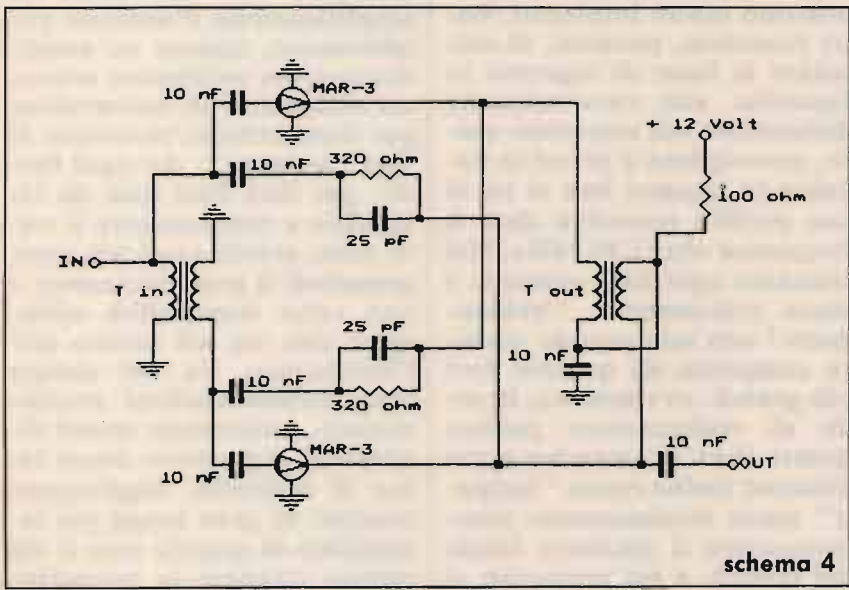 10 nF
MAR-3
10 nF
320 ohm
25 pF
+ 12 Volt
100 ohm
IN
T in
T out
25 pF
10 nF
10 nF
320 ohm
10 nF
MAR-3
10 nF
OUT
schema 4